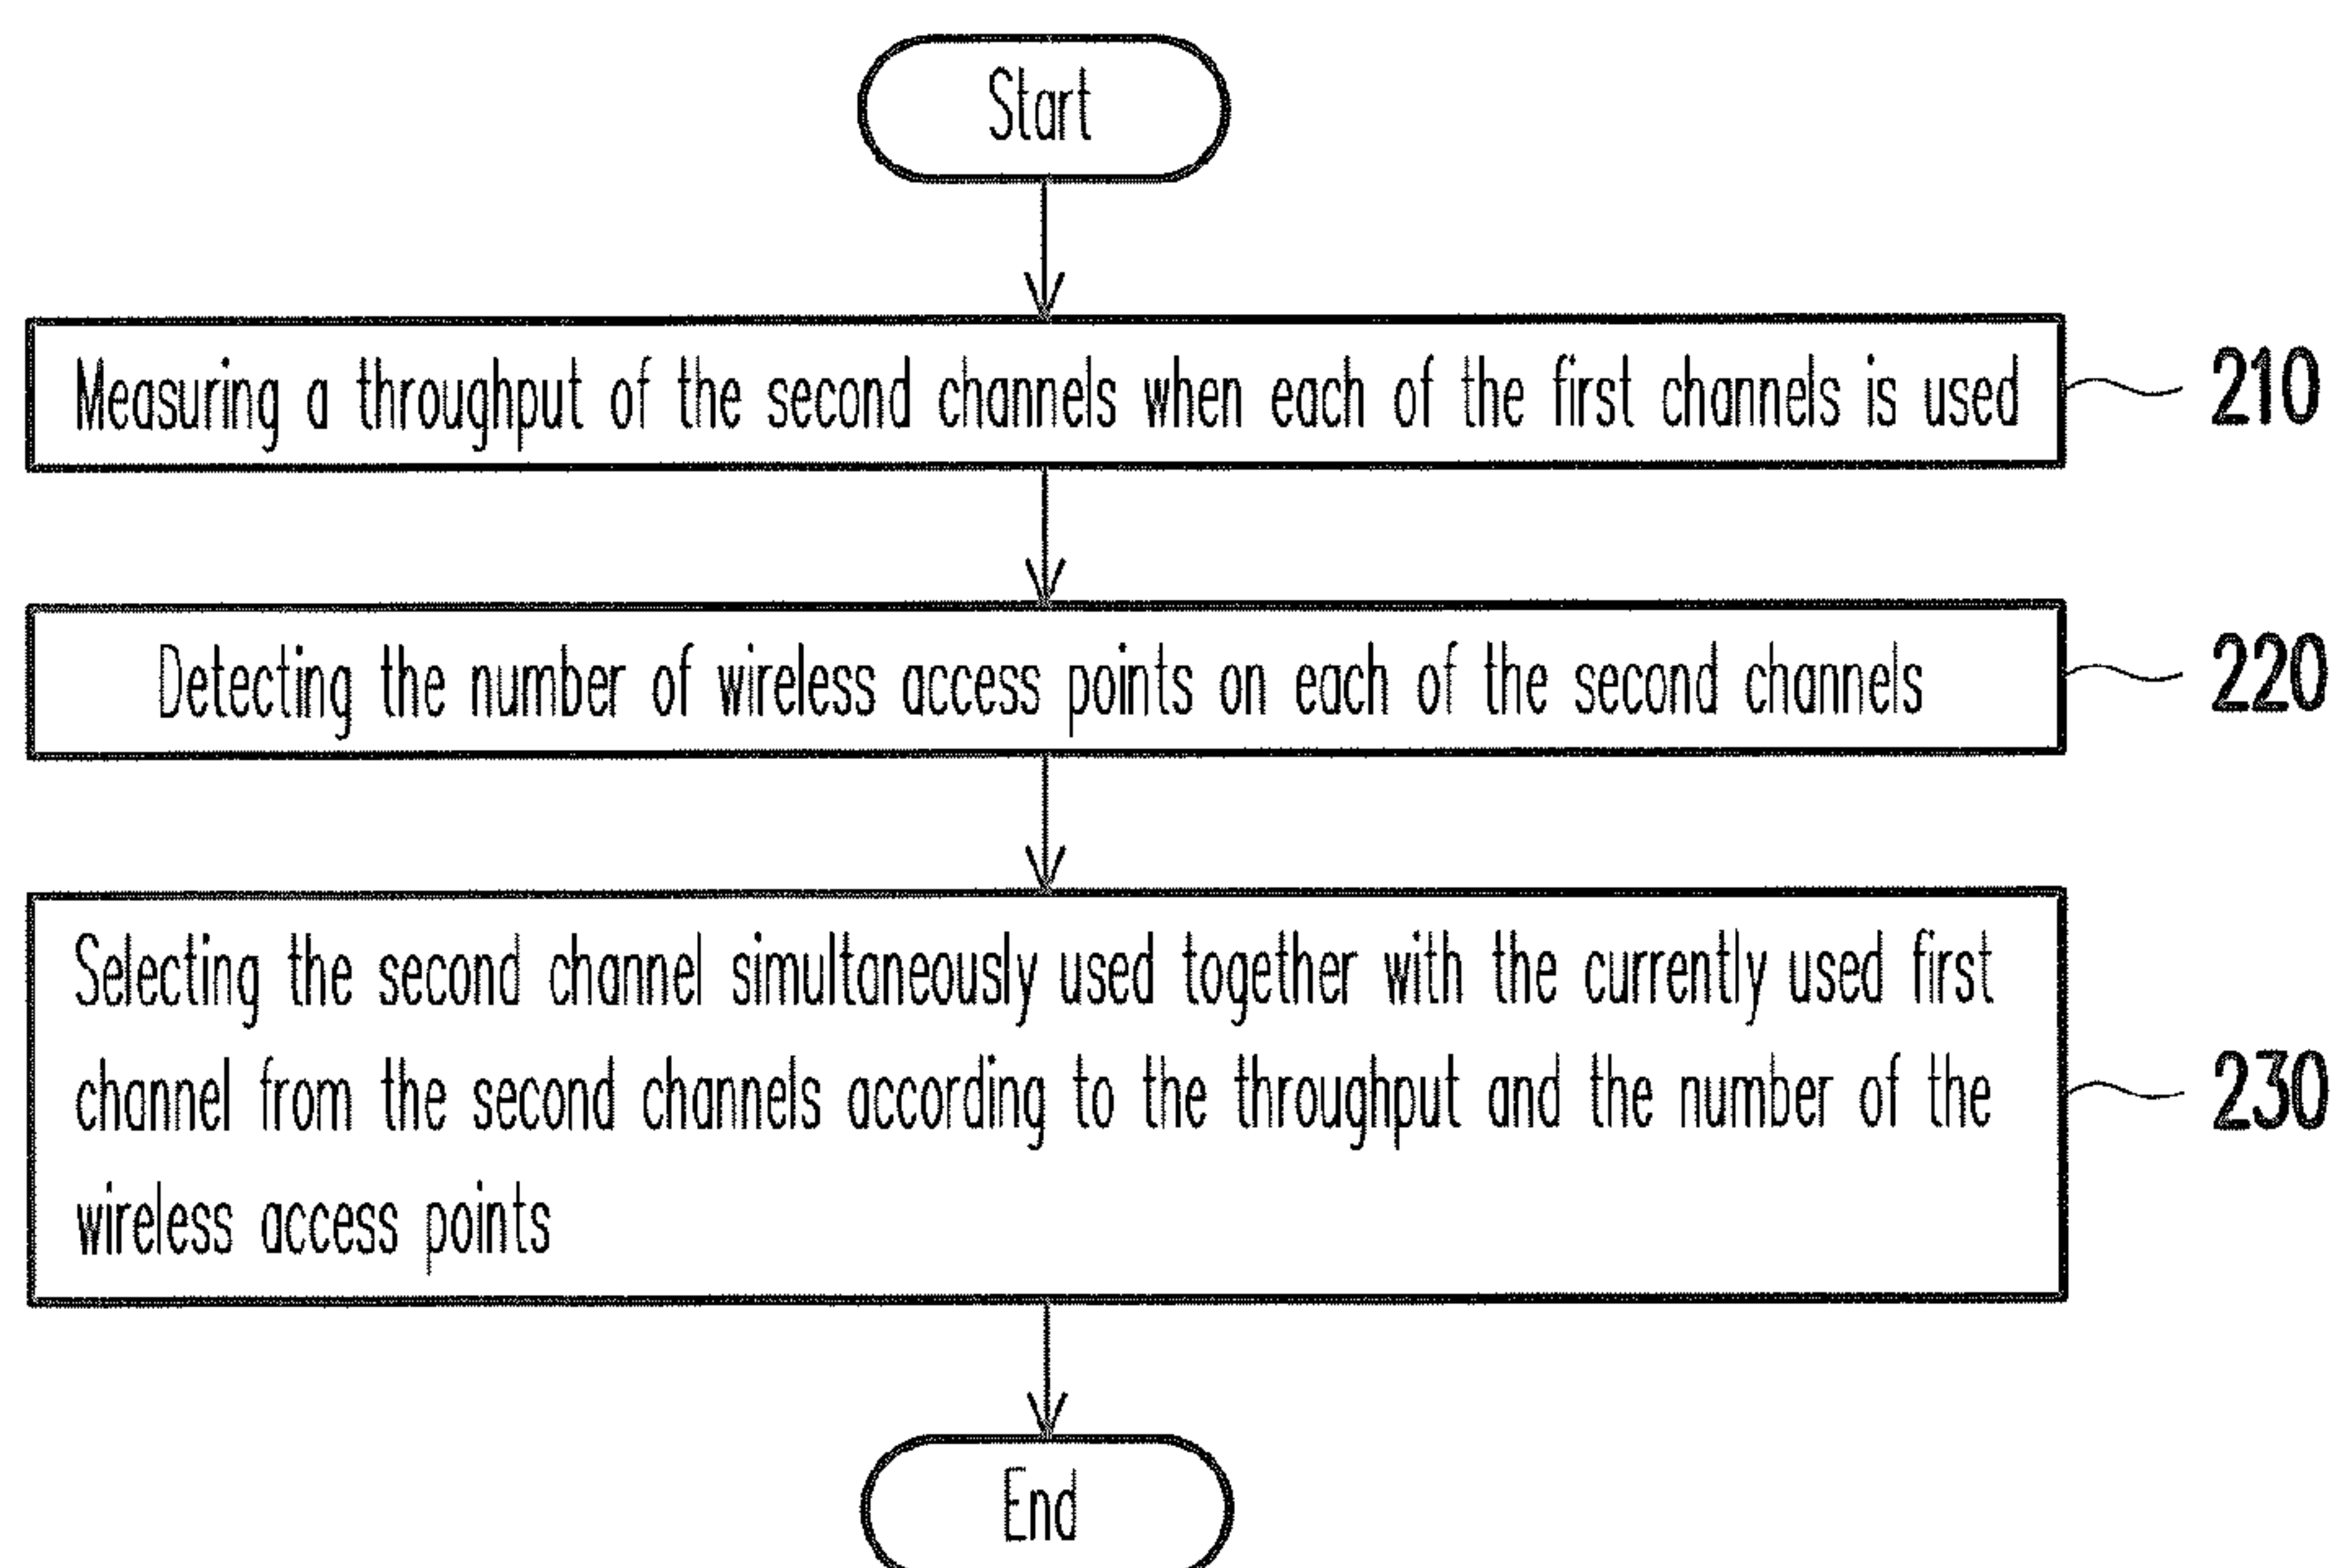 Start
Measuring a throughput of the second channels when each of the first channels is used
210
Detecting the number of wireless access points on each of the second channels
220
Selecting the second channel simultaneously used together with the currently used first
channel from the second channels according to the throughput and the number of the
wireless access points
230
End